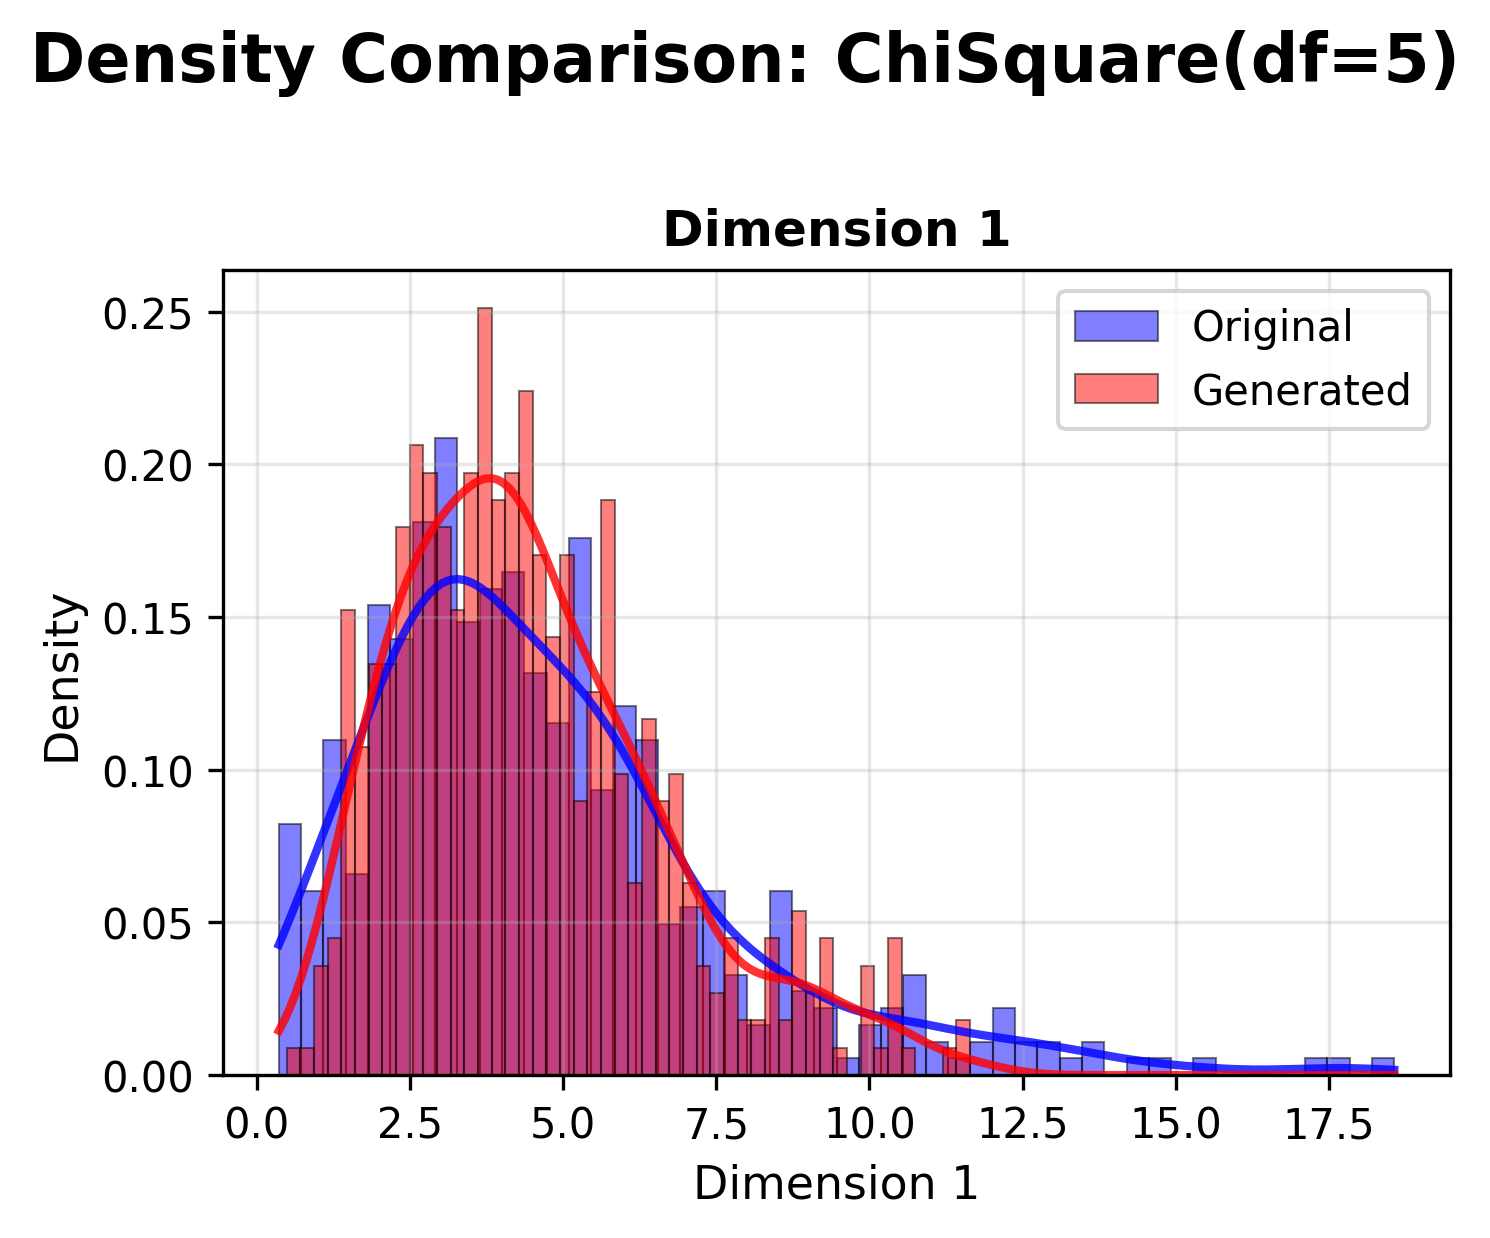 Density Comparison: ChiSquare(df=5)
Dimension 1
Original
Generated
Density
0.25
0.20
0.15
0.10
0.05
0.00
0.0 2.5 5.0 7.5 10.0 12.5 15.0 17.5
Dimension 1